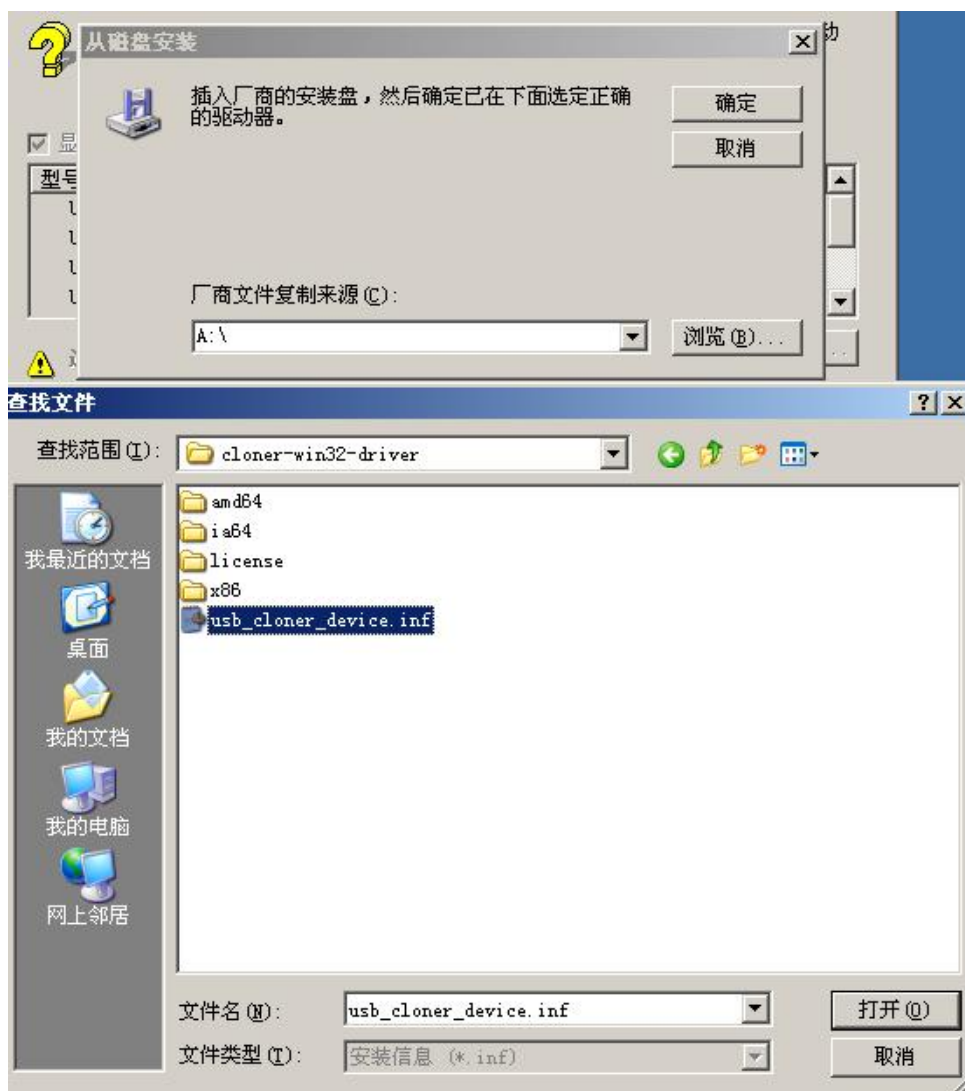 动
从磁盘安装
插入厂商的安装盘，然后确定已在下面选定正确
的驱动器。
确定
取消
显
型号
厂商文件复制来源(C):
A:\
浏览(B)...
查找文件
查找范围(I):
cloner-win32-driver
amd64
ia64
license
x86
usb_cloner_device.inf
我最近的文档
桌面
我的文档
我的电脑
网上邻居
文件名(N):
usb_cloner_device.inf
打开(O)
文件类型(T):
安装信息 (*.inf)
取消